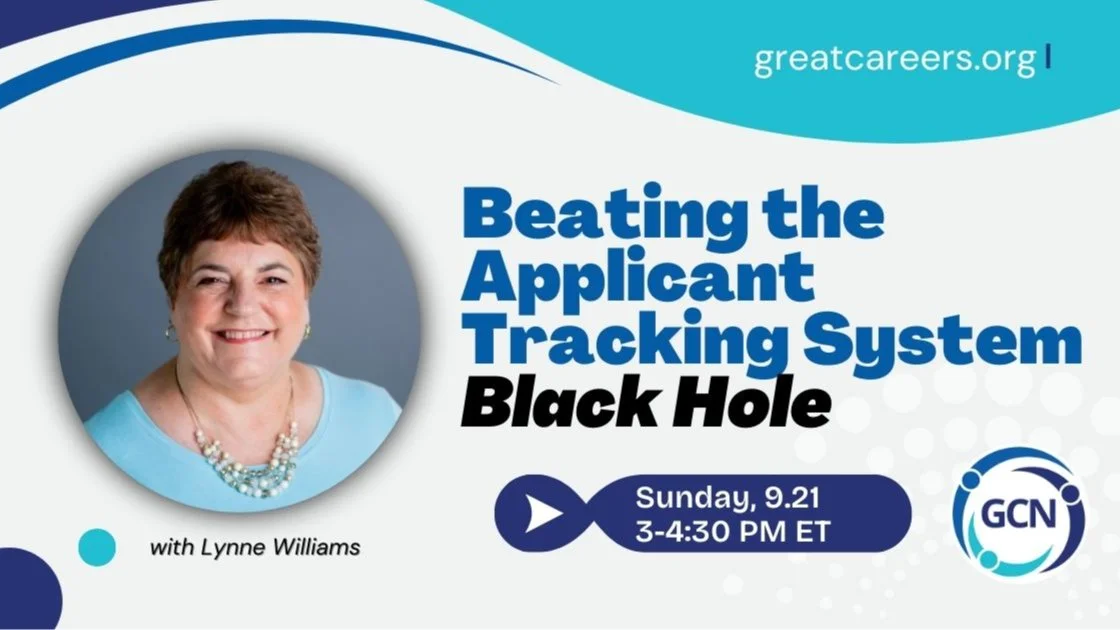 greatcareers.org
Beating the
Applicant
Tracking System
Black Hole
Sunday, 9.21
3-4:30 PM ET
GCN
with Lynne Williams